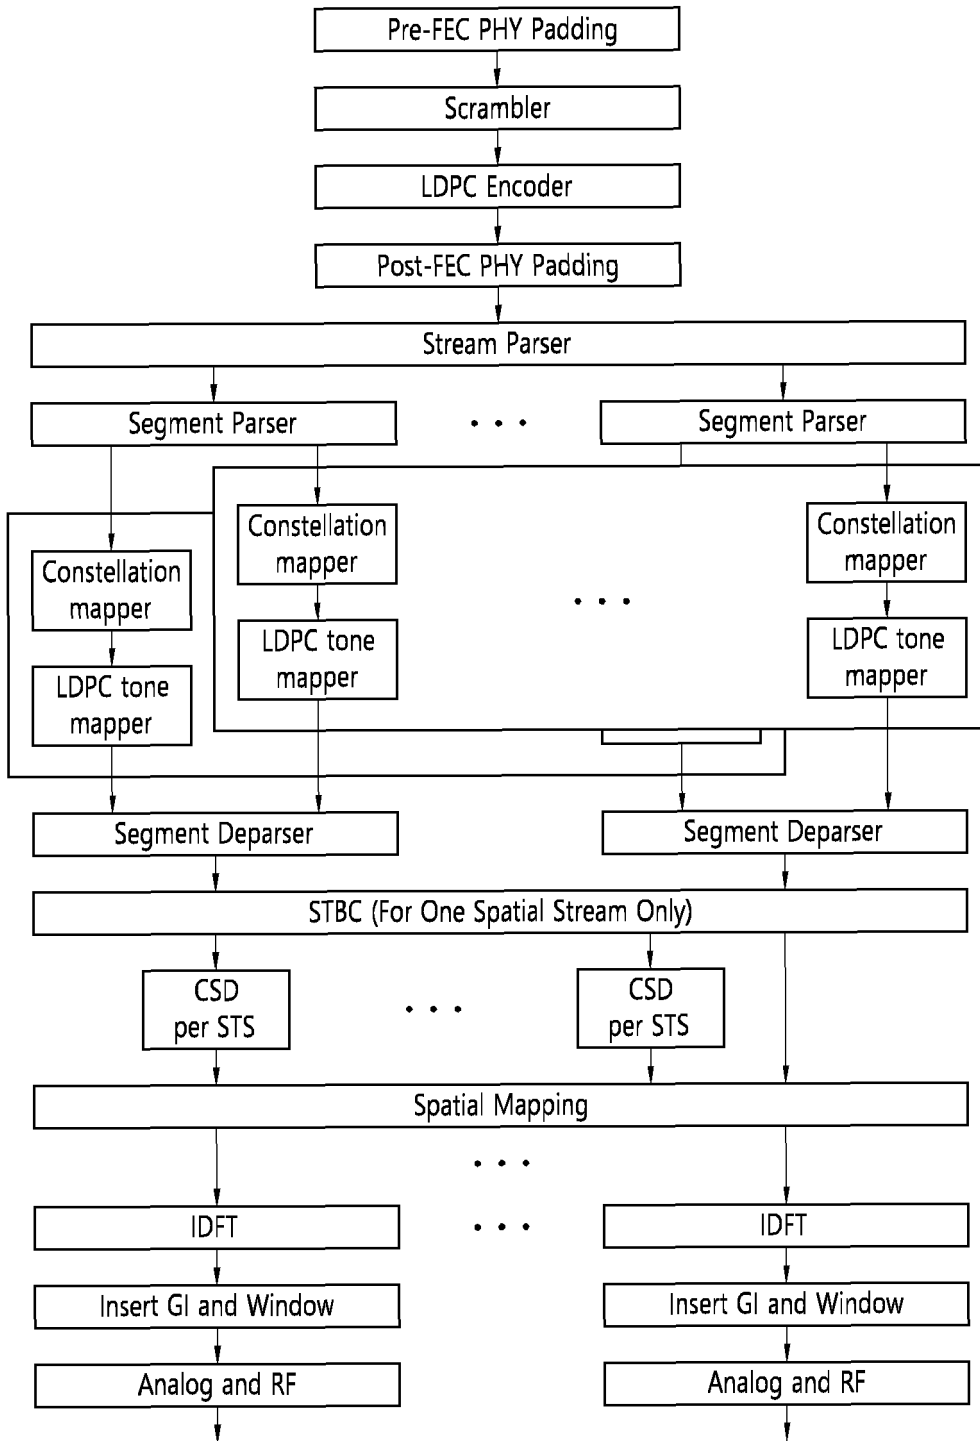 Pre-FEC PHY Padding
Scrambler
LDPC Encoder
Post-FEC PHY Padding
Stream Parser
Segment Parser
. . .
Segment Parser
Constellation
mapper
LDPC tone
mapper
Constellation
mapper
LDPC tone
mapper
. . .
Constellation
mapper
LDPC tone
mapper
Segment Deparser
Segment Deparser
STBC (For One Spatial Stream Only)
CSD
per STS
. . .
CSD
per STS
Spatial Mapping
. . .
IDFT
. . .
IDFT
Insert GI and Window
Insert GI and Window
Analog and RF
Analog and RF